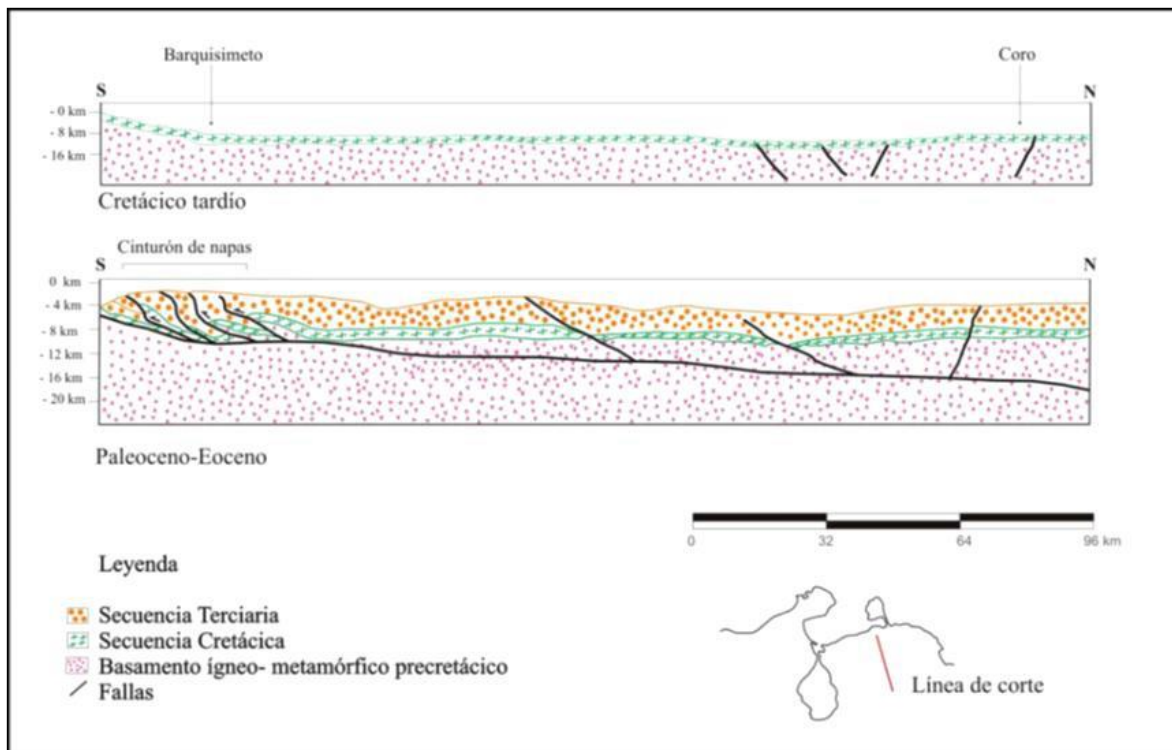 Barquisimeto
Coro
S
N
- 0 km
- 8 km
- 16 km
Cretácico tardío
Cinturón de napas
S
N
0 km
- 4 km
- 8 km
- 12 km
- 16 km
- 20 km
Paleoceno-Eoceno
0
32
64
96 km
Leyenda
Secuencia Terciaria
Secuencia Cretácica
Basamento ígneo- metamórfico precretácico
Fallas
Línea de corte